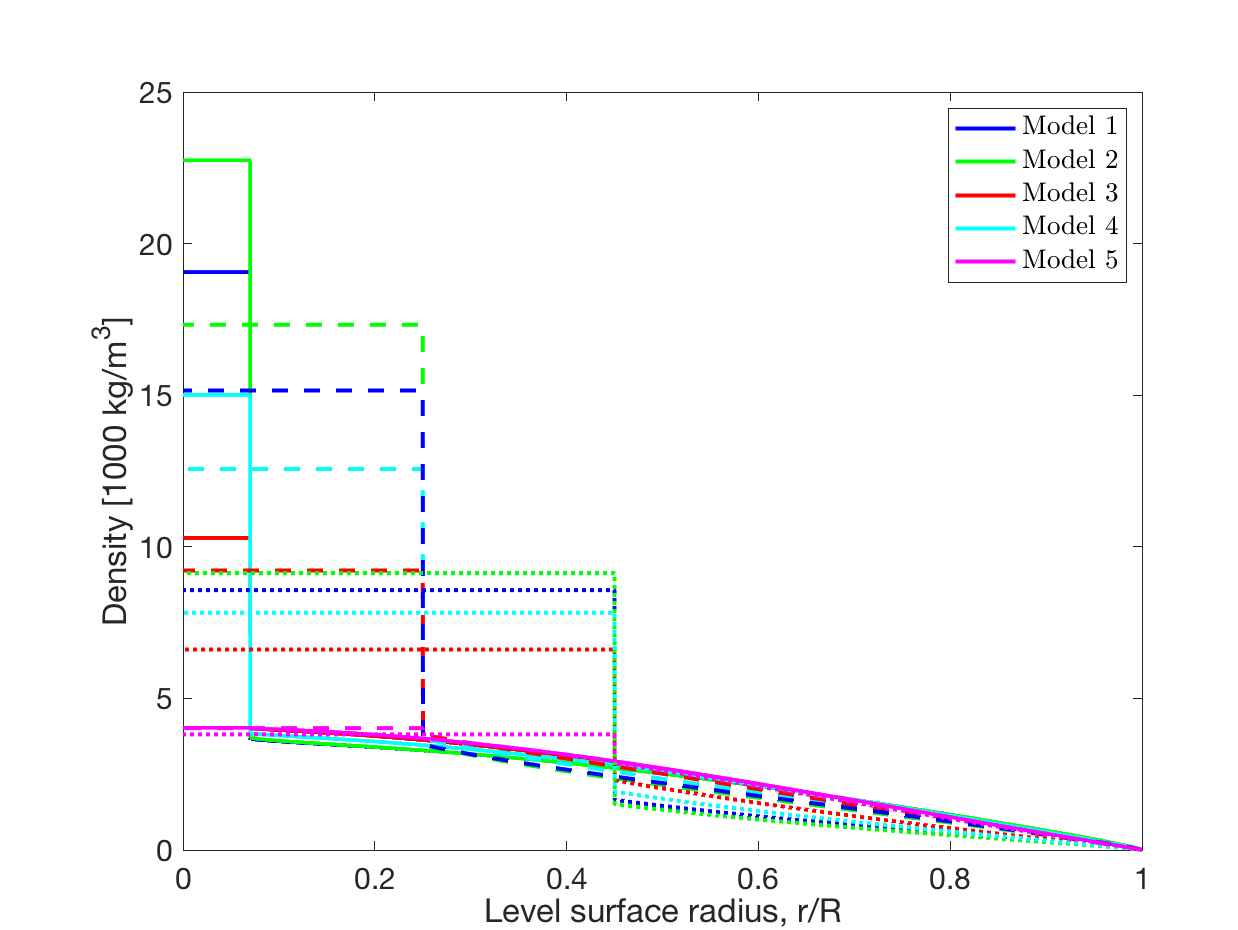 25
20
15
10
5
0
Density [1000 kg/m³]
Model 1
Model 2
Model 3
Model 4
Model 5
0 0.2 0.4 0.6 0.8 1
Level surface radius, r/R